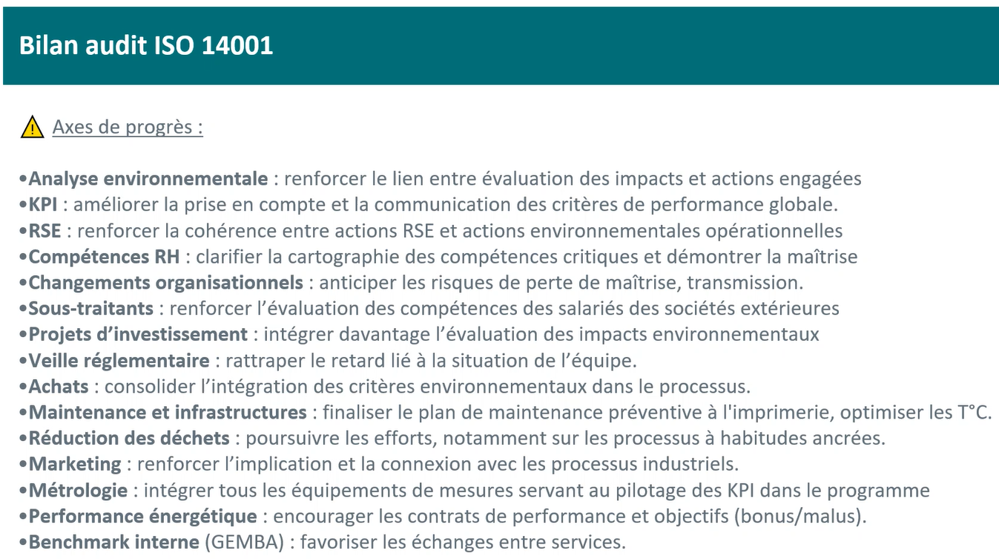 Bilan audit ISO 14001
Axes de progrès :
•Analyse environnementale : renforcer le lien entre évaluation des impacts et actions engagées
•KPI : améliorer la prise en compte et la communication des critères de performance globale.
•RSE : renforcer la cohérence entre actions RSE et actions environnementales opérationnelles
•Compétences RH : clarifier la cartographie des compétences critiques et démontrer la maîtrise
•Changements organisationnels : anticiper les risques de perte de maîtrise, transmission.
•Sous-traitants : renforcer l’évaluation des compétences des salariés des sociétés extérieures
•Projets d’investissement : intégrer davantage l’évaluation des impacts environnementaux
•Veille réglementaire : rattraper le retard lié à la situation de l’équipe.
•Achats : consolider l’intégration des critères environnementaux dans le processus.
•Maintenance et infrastructures : finaliser le plan de maintenance préventive à l'imprimerie, optimiser les T°C.
•Réduction des déchets : poursuivre les efforts, notamment sur les processus à habitudes ancrées.
•Marketing : renforcer l’implication et la connexion avec les processus industriels.
•Métrologie : intégrer tous les équipements de mesures servant au pilotage des KPI dans le programme
•Performance énergétique : encourager les contrats de performance et objectifs (bonus/malus).
•Benchmark interne (GEMBA) : favoriser les échanges entre services.